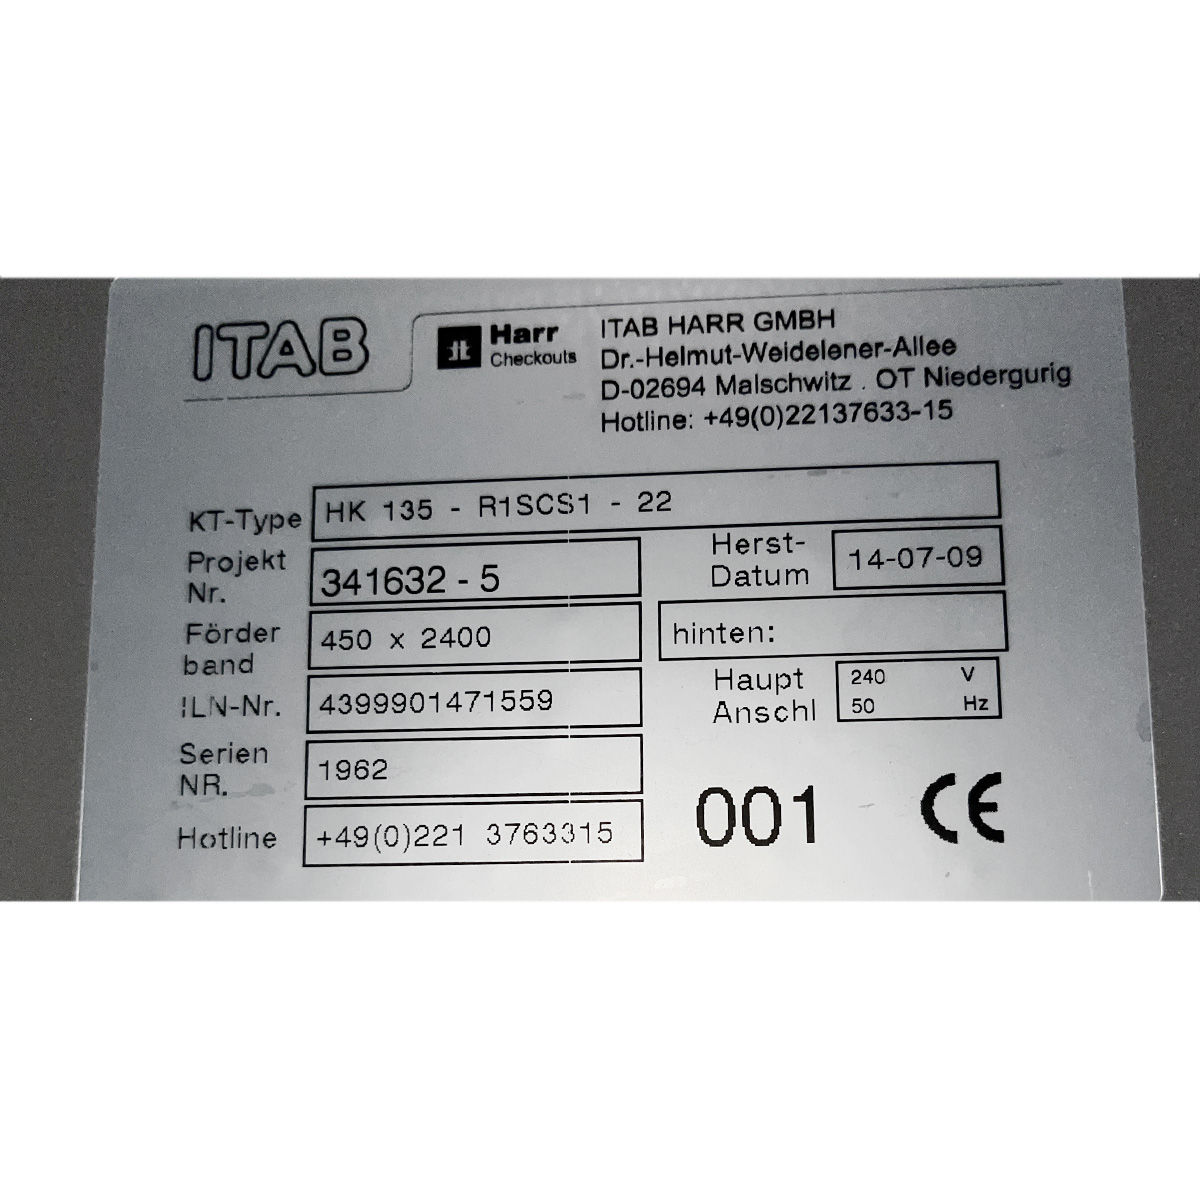 ITAB
Harr
Checkouts
ITAB HARR GMBH
Dr.-Helmut-Weidelener-Allee
D-02694 Malschwitz . OT Niedergurig
Hotline: +49(0)22137633-15
KT-Type HK 135 - R1SCS1 - 22
Projekt
Nr.
341632 - 5
Herst-
Datum
14-07-09
Förder
band
450 x 2400
hinten:
ILN-Nr. 4399901471559
Haupt
Anschl
240 V
50 Hz
Serien
NR.
1962
Hotline +49(0)221 3763315
001 CE